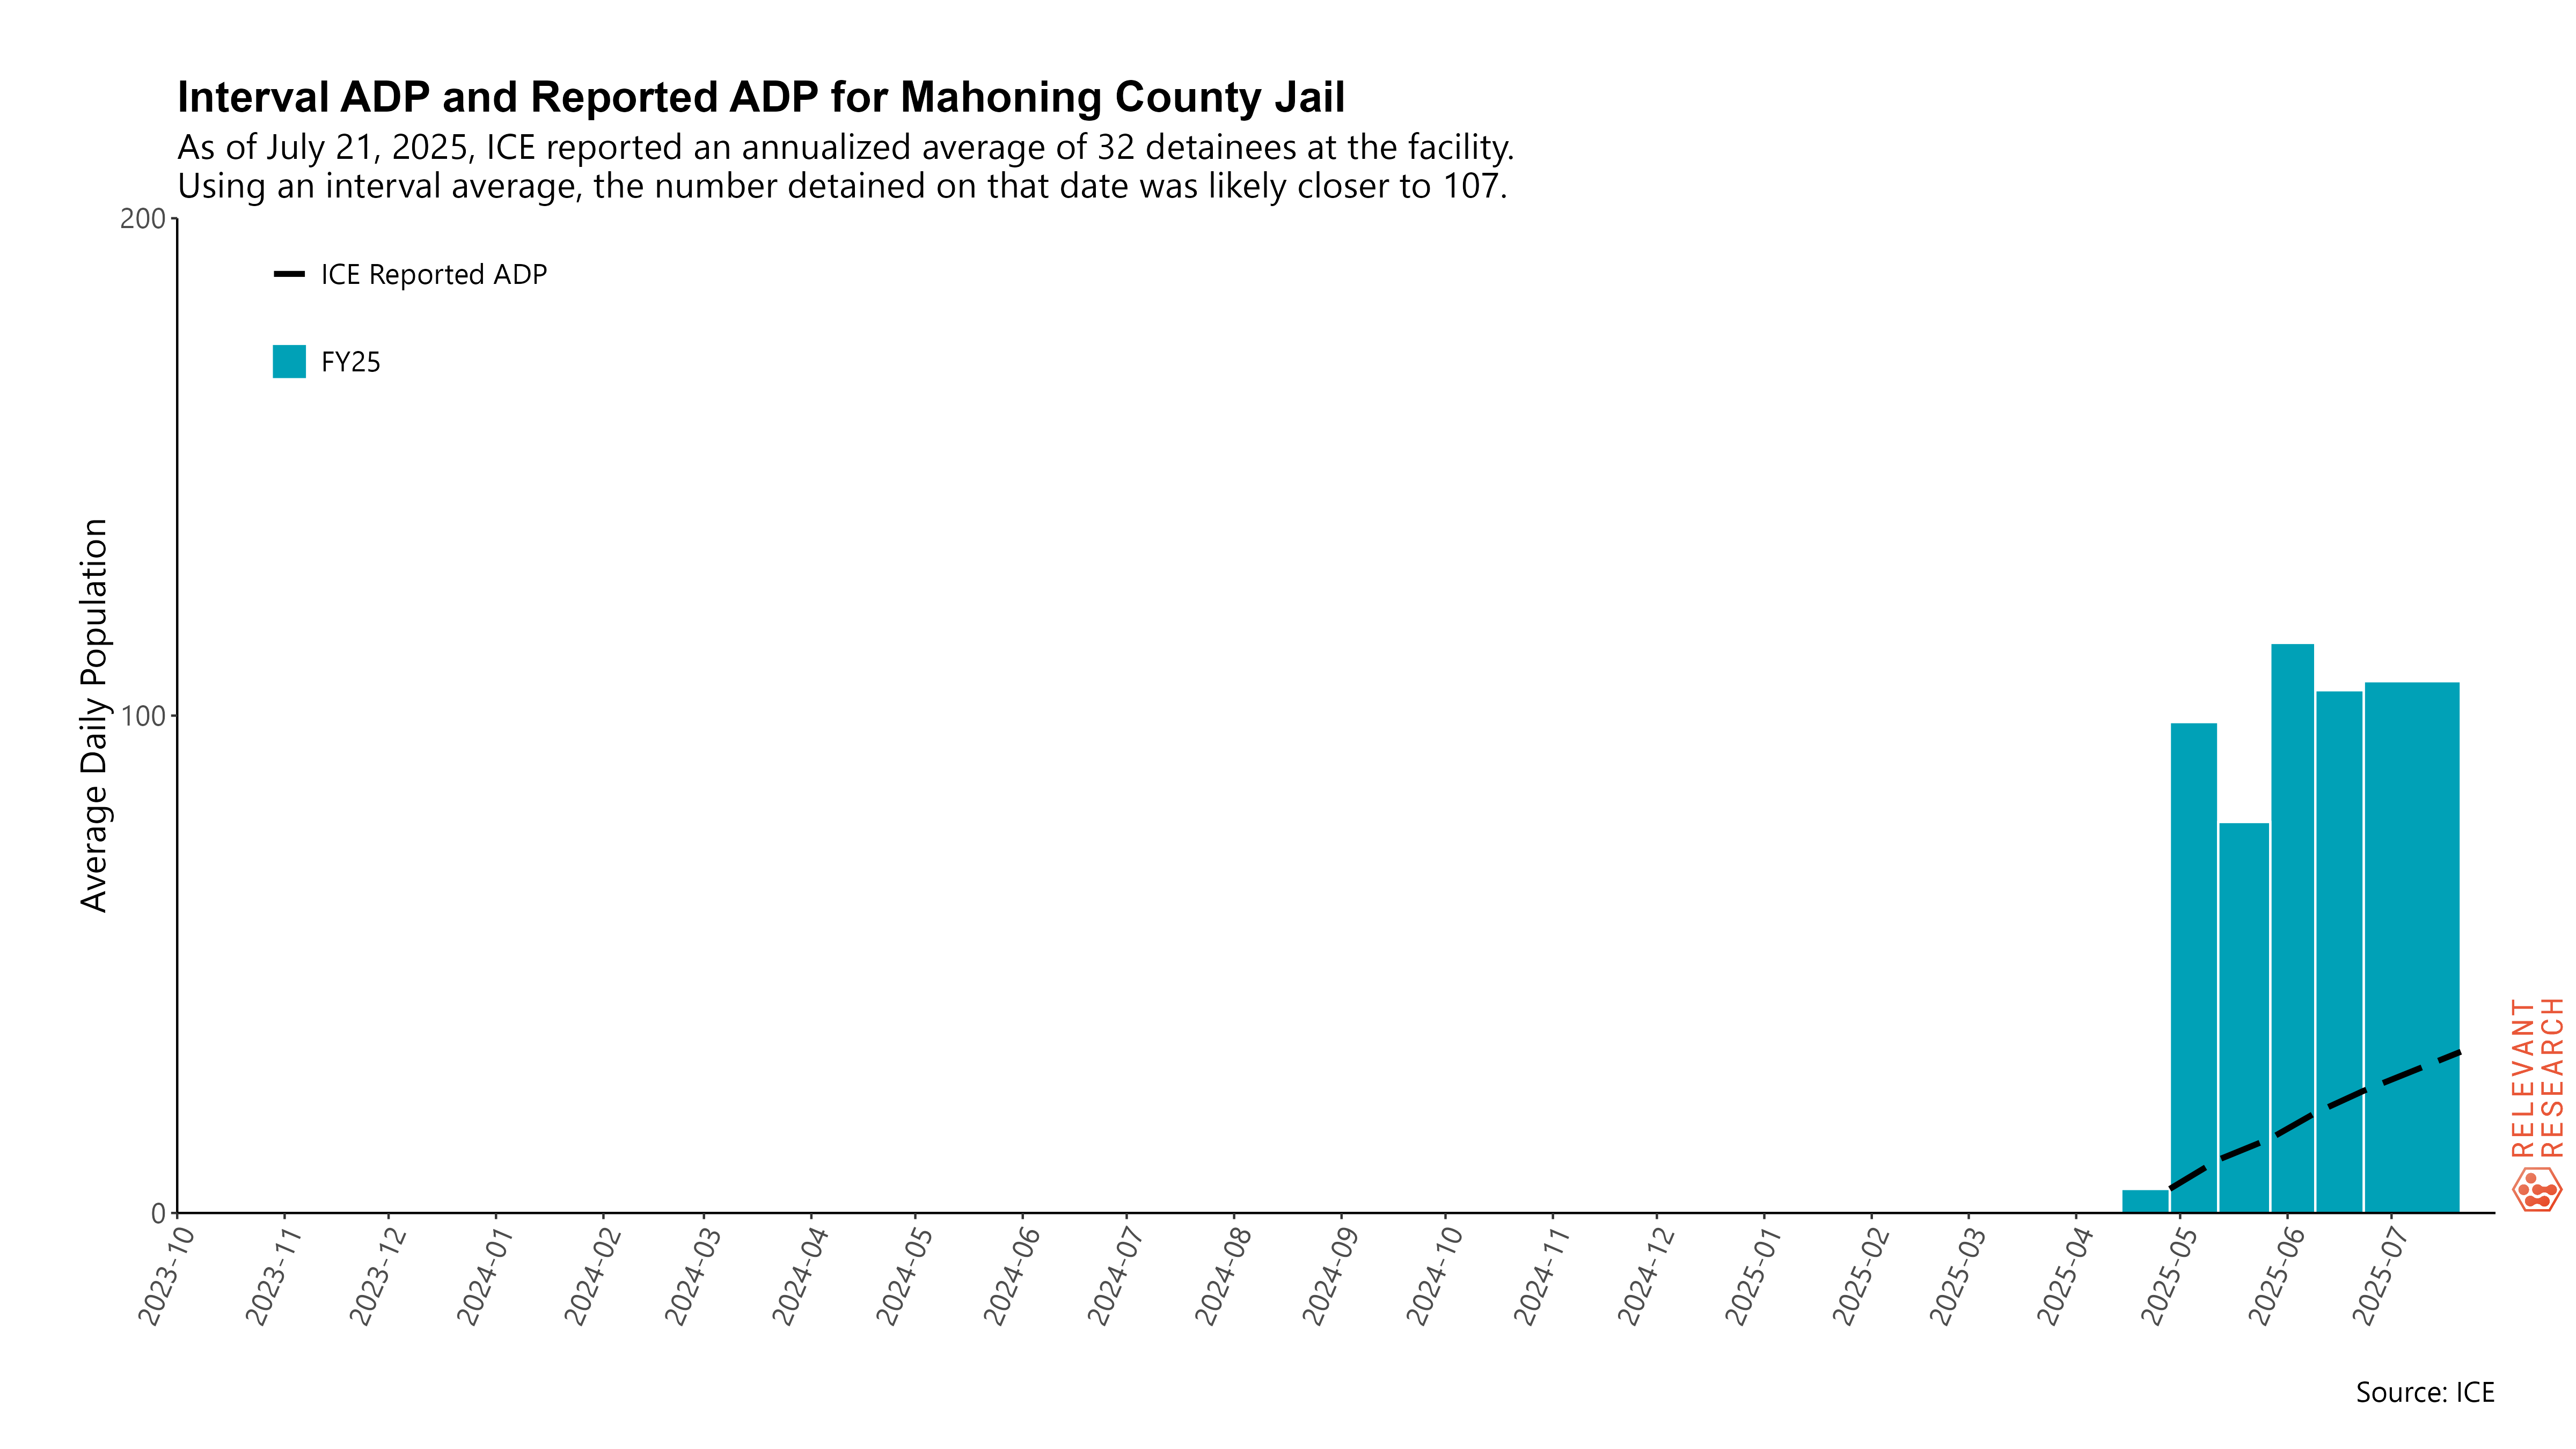 Interval ADP and Reported ADP for Mahoning County Jail
As of July 21, 2025, ICE reported an annualized average of 32 detainees at the facility.
Using an interval average, the number detained on that date was likely closer to 107.
200
ICE Reported ADP
FY25
Average Daily Population
100
0
2023-10
2023-11
2023-12
2024-01
2024-02
2024-03
2024-04
2024-05
2024-06
2024-07
2024-08
2024-09
2024-10
2024-11
2024-12
2025-01
2025-02
2025-03
2025-04
2025-05
2025-06
2025-07
RELEVANT
RESEARCH
Source: ICE